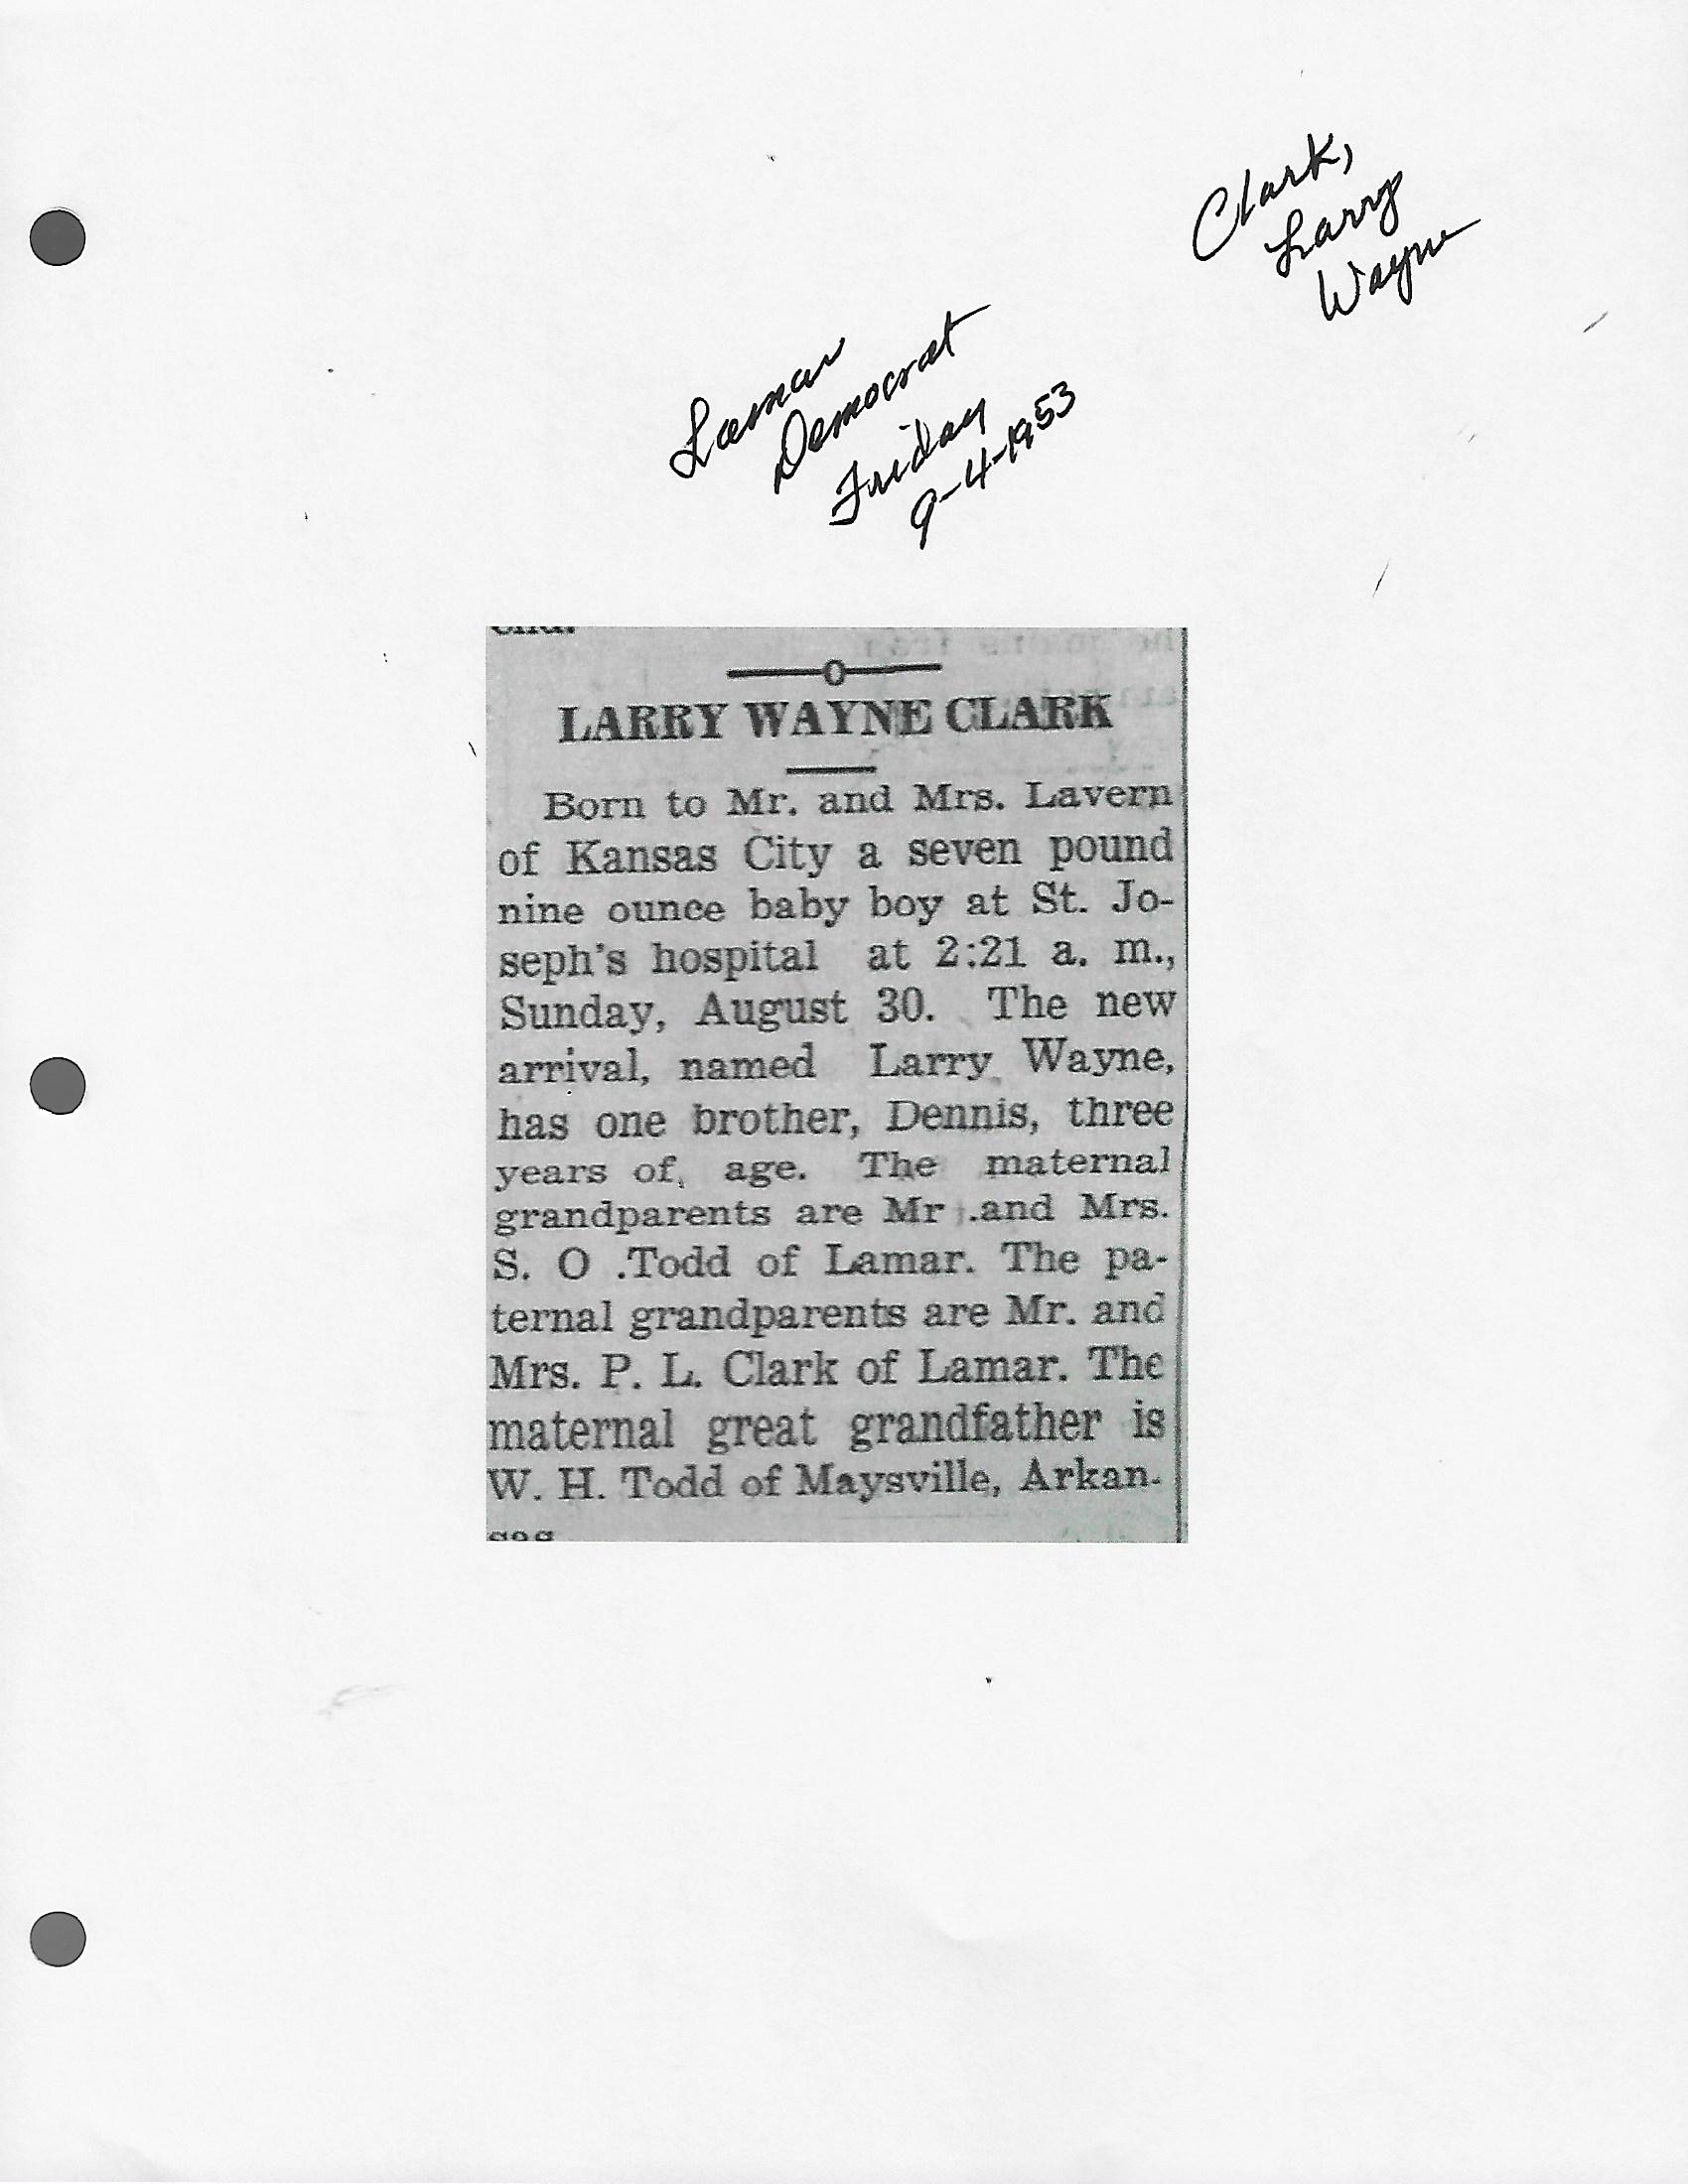 Clark,
Larry
Wayne
Lamar
Democrat
Friday
9-4-1953
LARRY WAYNE CLARK
Born to Mr. and Mrs. Lavern
of Kansas City a seven pound
nine ounce baby boy at St. Jo-
seph's hospital at 2:21 a. m.,
Sunday, August 30. The new
arrival, named Larry Wayne,
has one brother, Dennis, three
years of age. The maternal
grandparents are Mr .and Mrs.
S. O .Todd of Lamar. The pa-
ternal grandparents are Mr. and
Mrs. P. L. Clark of Lamar. The
maternal great grandfather is
W. H. Todd of Maysville, Arkan-
sas